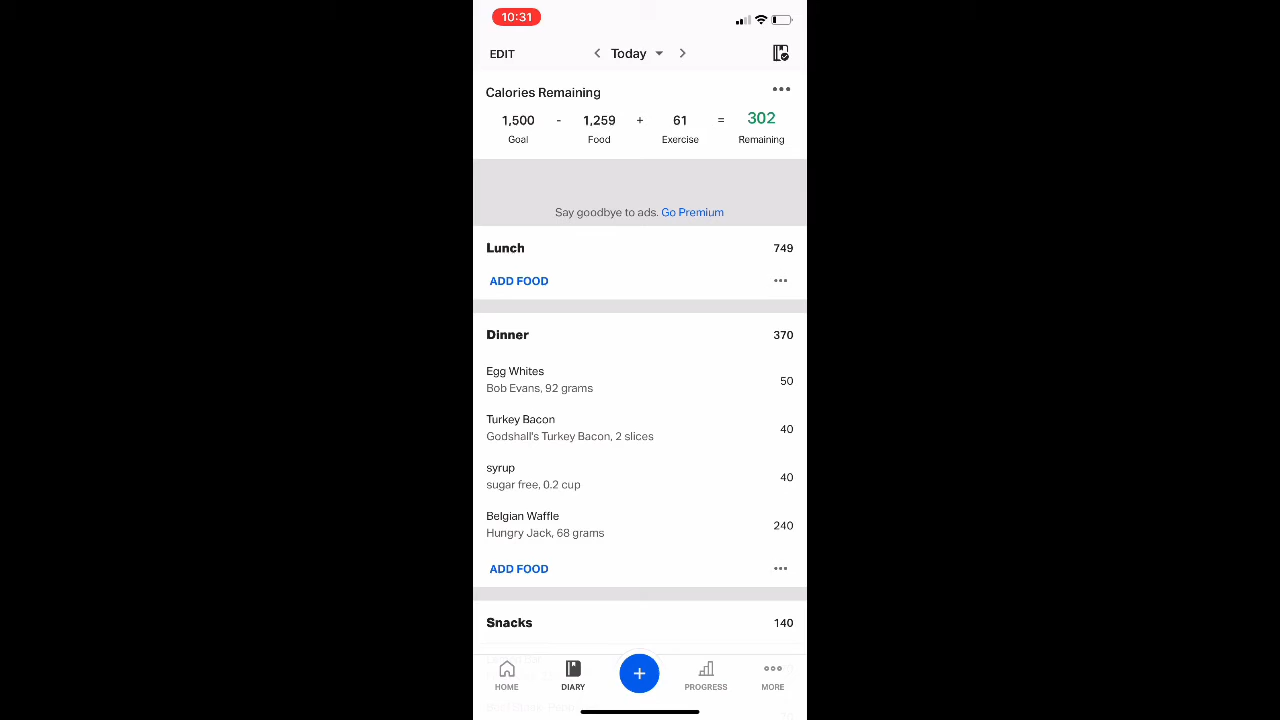 10:31
EDIT Today
Calories Remaining
1,500 - 1,259 + 61 = 302
Goal Food Exercise Remaining
Say goodbye to ads. Go Premium
Lunch 749
ADD FOOD
Dinner 370
Egg Whites
Bob Evans, 92 grams 50
Turkey Bacon
Godshall's Turkey Bacon, 2 slices 40
syrup
sugar free, 0.2 cup 40
Belgian Waffle
Hungry Jack, 68 grams 240
ADD FOOD
Snacks 140
HOME DIARY + PROGRESS MORE